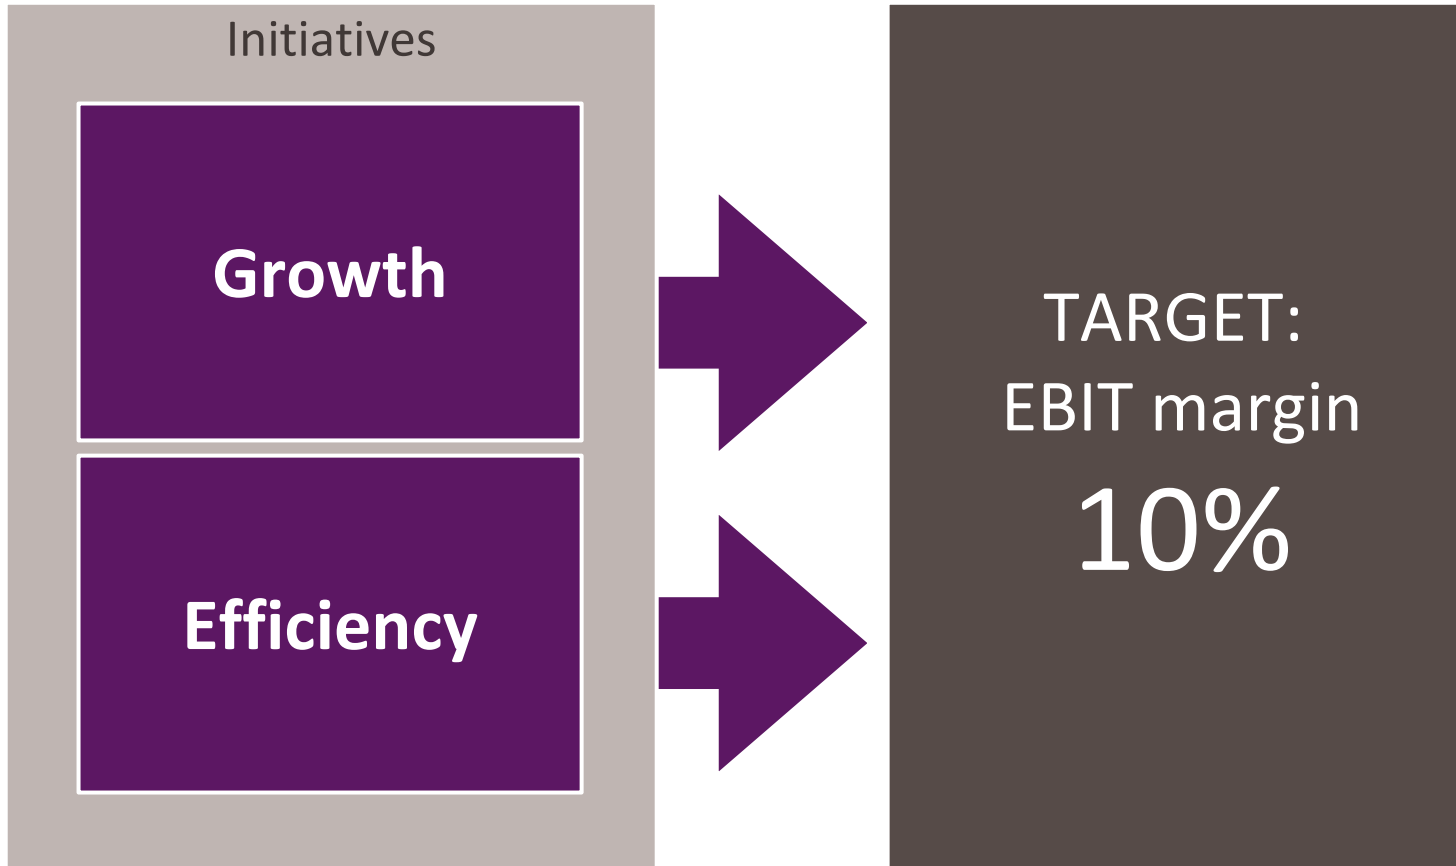 Initiatives
Growth
Efficiency
TARGET:
EBIT margin
10%